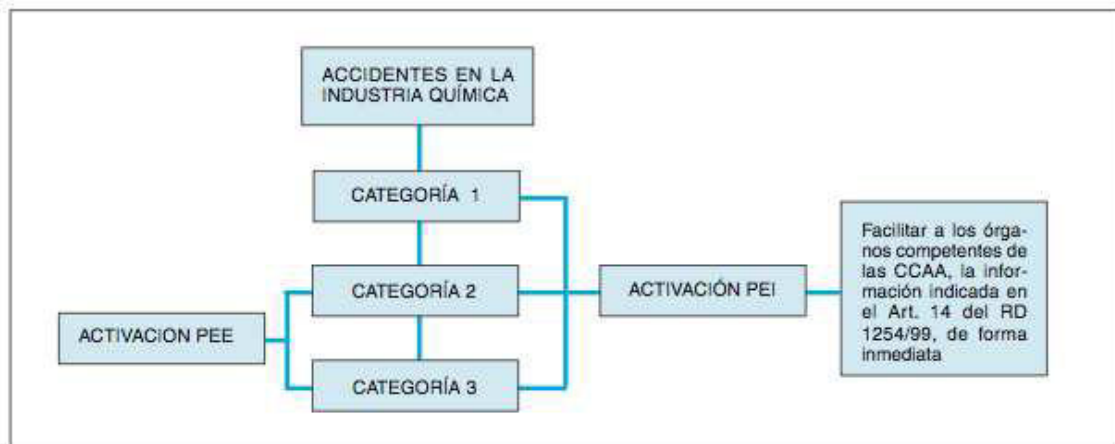 ACCIDENTES EN LA
INDUSTRIA QUÍMICA
CATEGORÍA 1
CATEGORÍA 2
CATEGORÍA 3
ACTIVACION PEE
ACTIVACIÓN PEI
Facilitar a los órga-
nos competentes de
las CCAA, la infor-
mación indicada en
el Art. 14 del RD
1254/99, de forma
inmediata